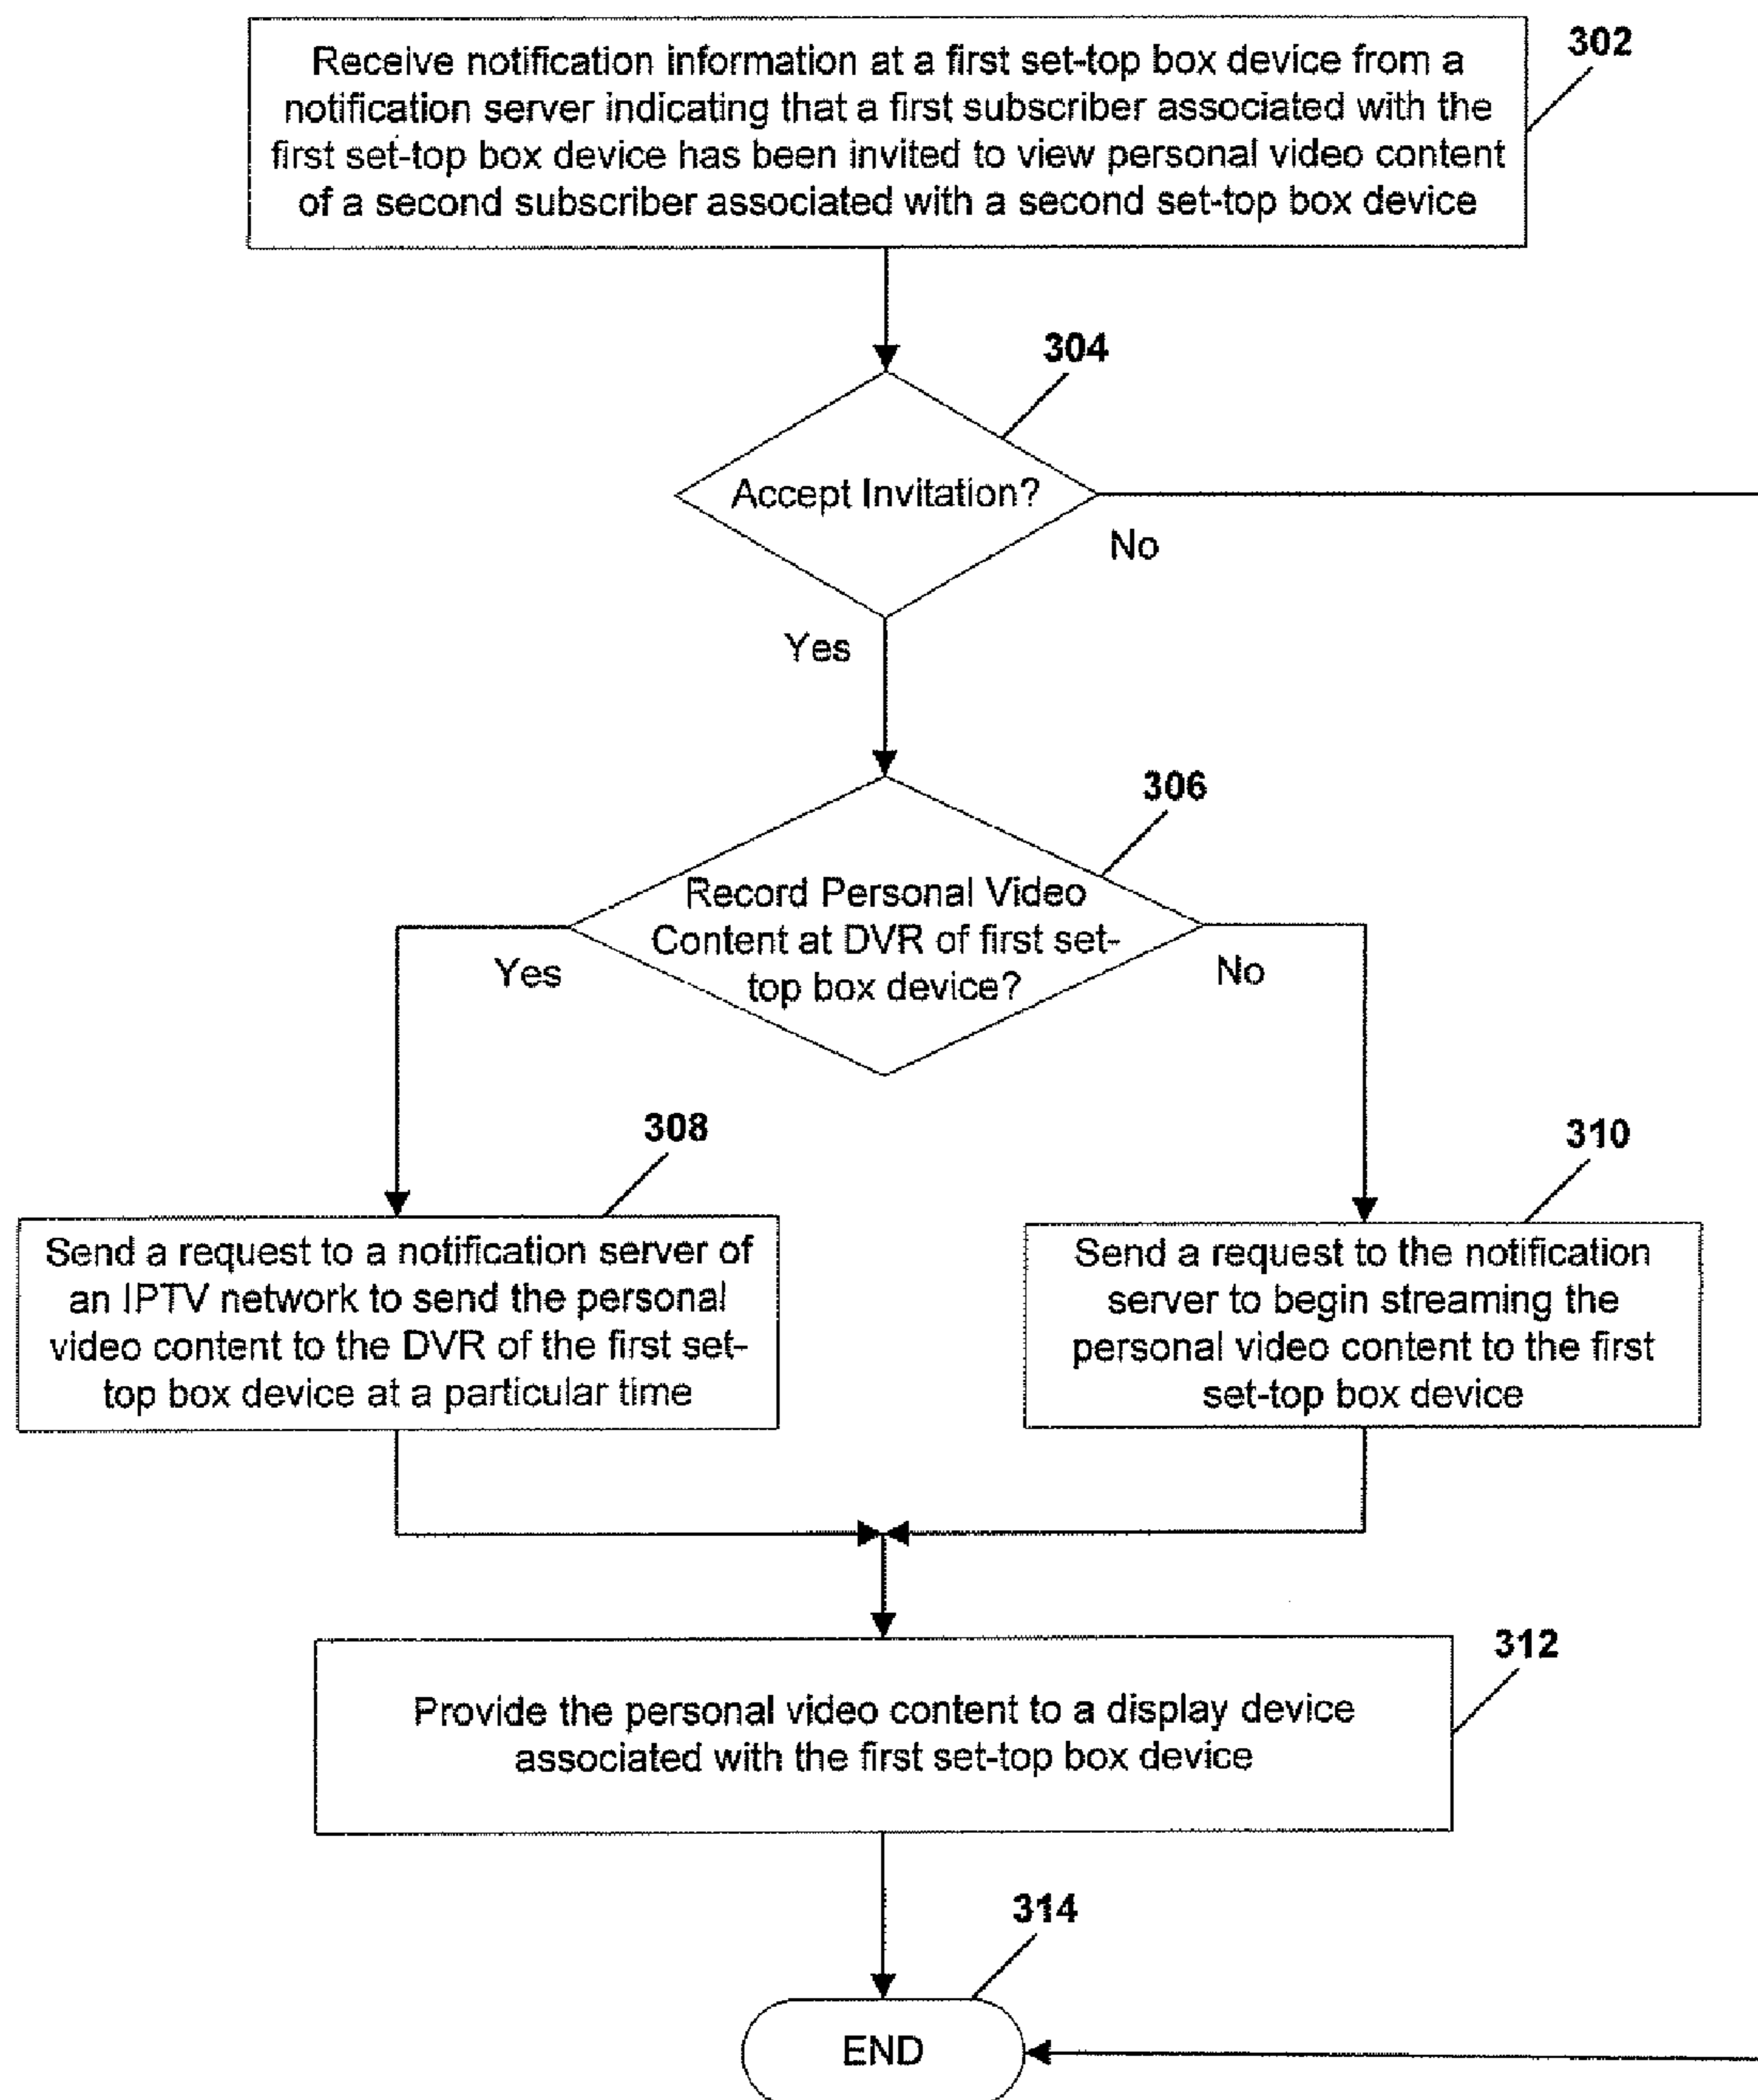 Receive notification information at a first set-top box device from a
notification server indicating that a first subscriber associated with the
first set-top box device has been invited to view personal video content
of a second subscriber associated with a second set-top box device
302
304
Accept Invitation?
No
Yes
306
Record Personal Video
Content at DVR of first set-
top box device?
Yes
No
308
310
Send a request to a notification server of
an IPTV network to send the personal
video content to the DVR of the first set-
top box device at a particular time
Send a request to the notification
server to begin streaming the
personal video content to the first
set-top box device
312
Provide the personal video content to a display device
associated with the first set-top box device
314
END